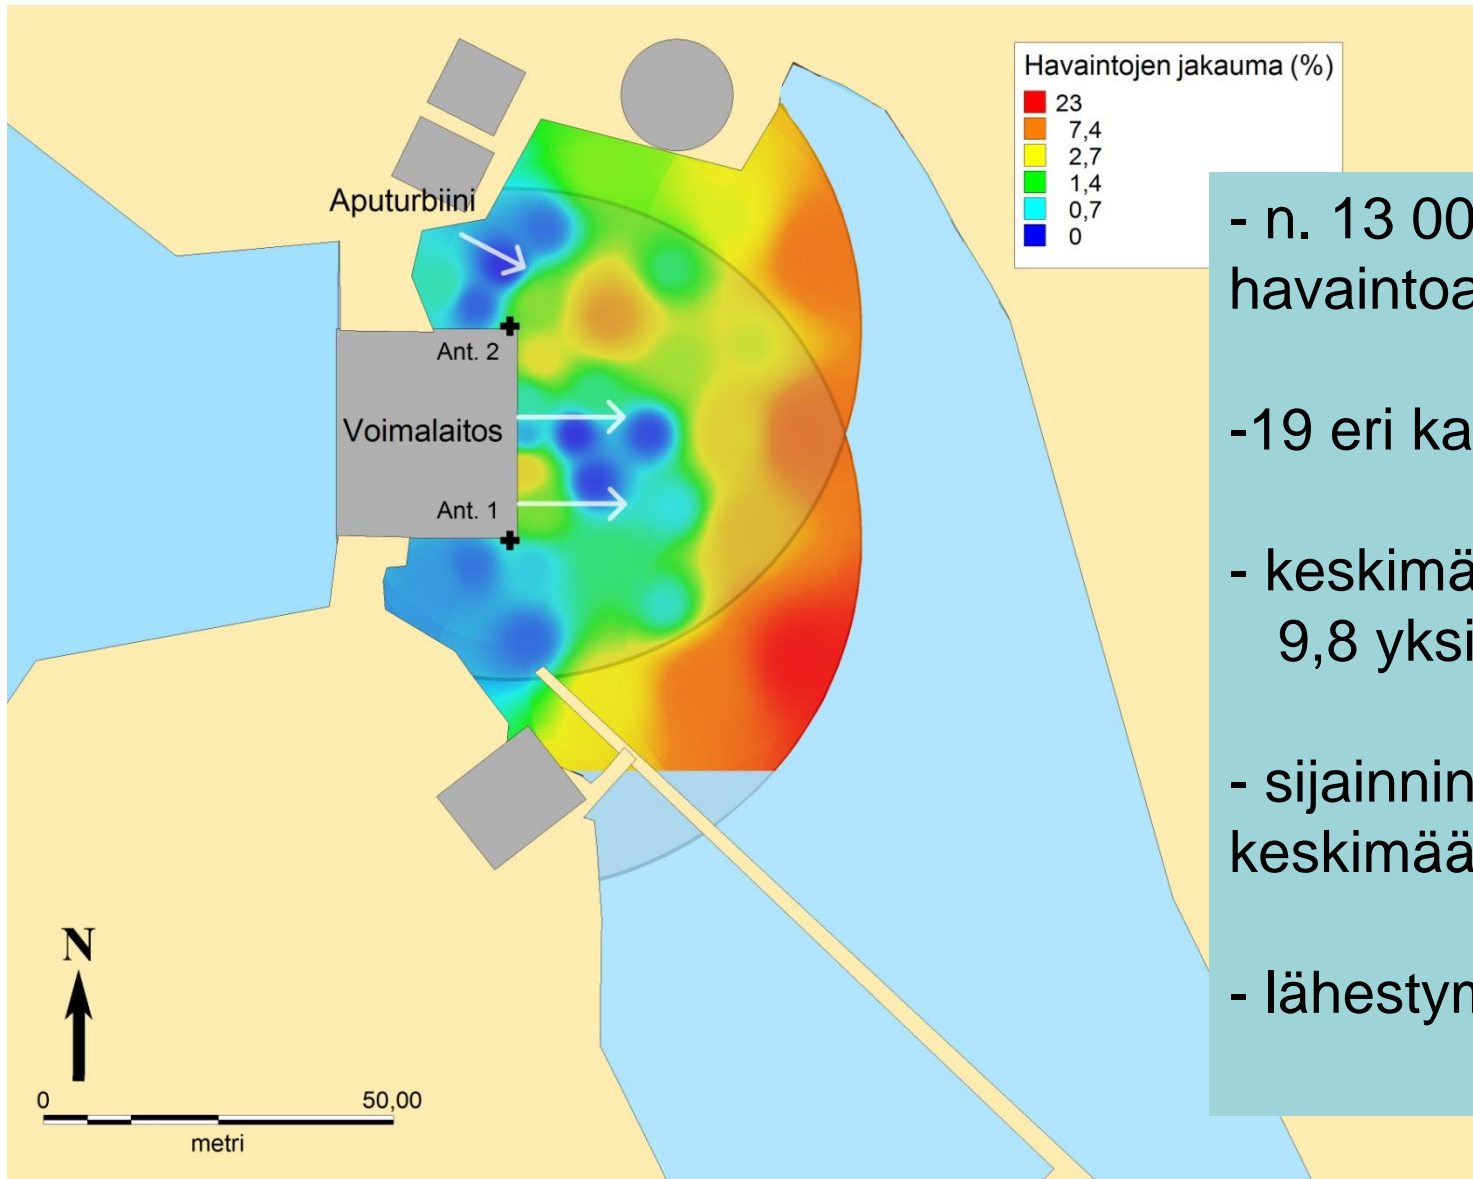 Havaintojen jakauma (%)
23
7,4
2,7
1,4
0,7
0
Aputurbiini
Ant. 2
Voimalaitos
Ant. 1
N
0 50,00
metri
- n. 13 00
havaintoa
-19 eri ka
- keskimä
9,8 yksi
- sijainnin
keskimää
- lähestym